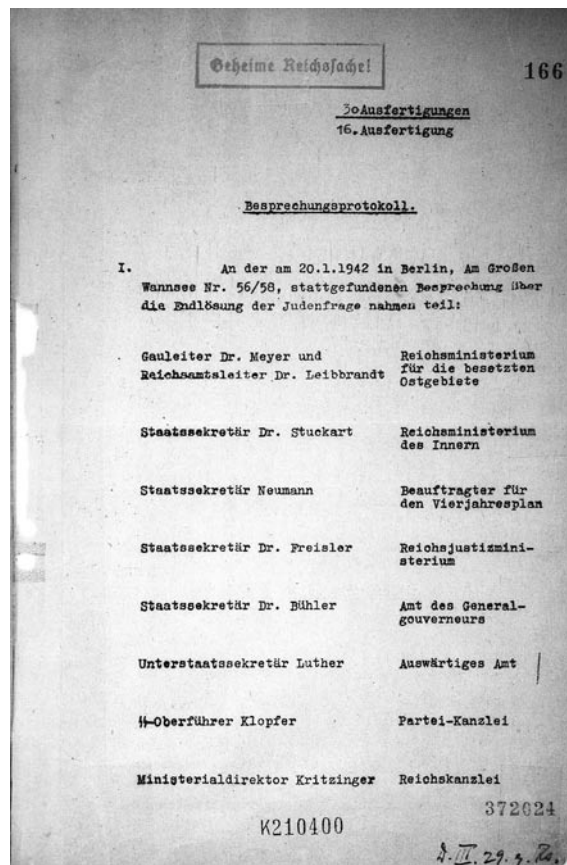 Geheime Reichssache!
166
30 Ausfertigungen
16. Ausfertigung
Besprechungsprotokoll.
I. An der am 20.1.1942 in Berlin, Am Großen
Wannsee Nr. 56/58, stattgefundenen Besprechung über
die Endlösung der Judenfrage nahmen teil:
Gauleiter Dr. Meyer und Reichsministerium
Reichsamtsleiter Dr. Leibbrandt für die besetzten
Ostgebiete
Staatssekretär Dr. Stuckart Reichsministerium
des Innern
Staatssekretär Neumann Beauftragter für
den Vierjahresplan
Staatssekretär Dr. Freisler Reichsjustizmini-
sterium
Staatssekretär Dr. Bühler Amt des General-
gouverneurs
Unterstaatssekretär Luther Auswärtiges Amt
SS-Oberführer Klopfer Partei-Kanzlei
Ministerialdirektor Kritzinger Reichskanzlei
372024
K210400
D. III. 29. g. Rs.